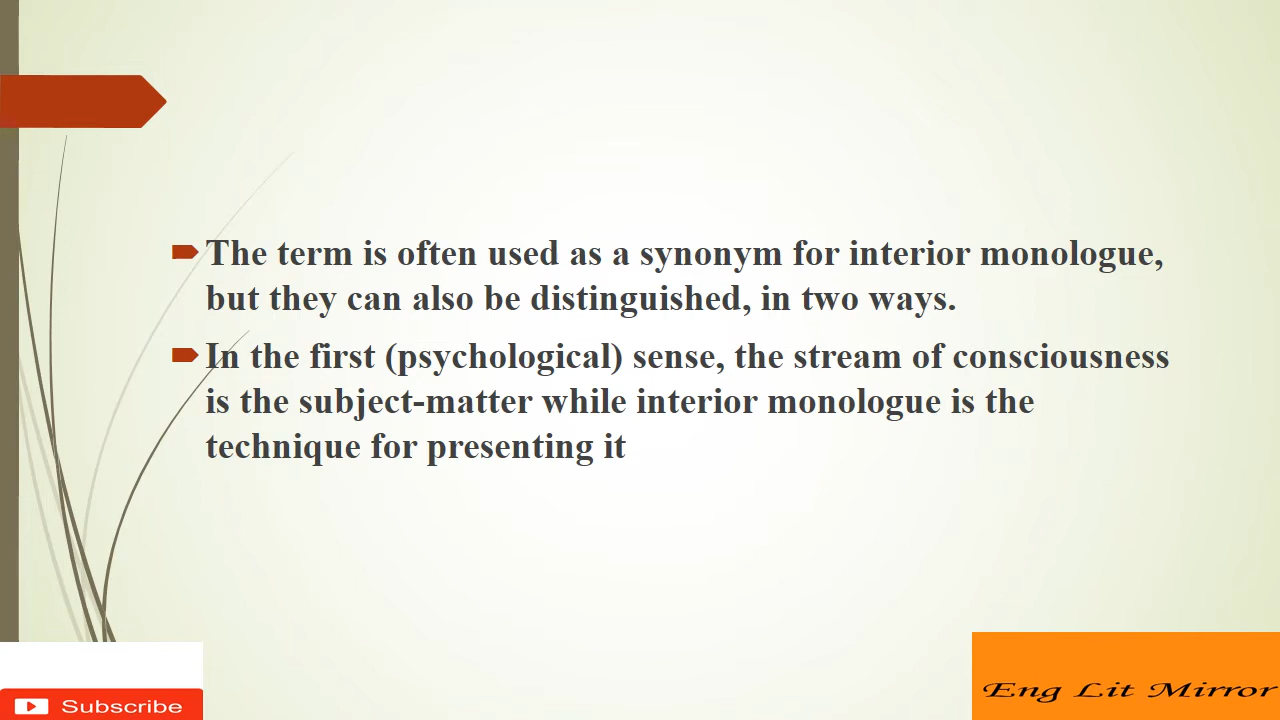 The term is often used as a synonym for interior monologue,
but they can also be distinguished, in two ways.
In the first (psychological) sense, the stream of consciousness
is the subject-matter while interior monologue is the
technique for presenting it
Subscribe
Eng Lit Mirror